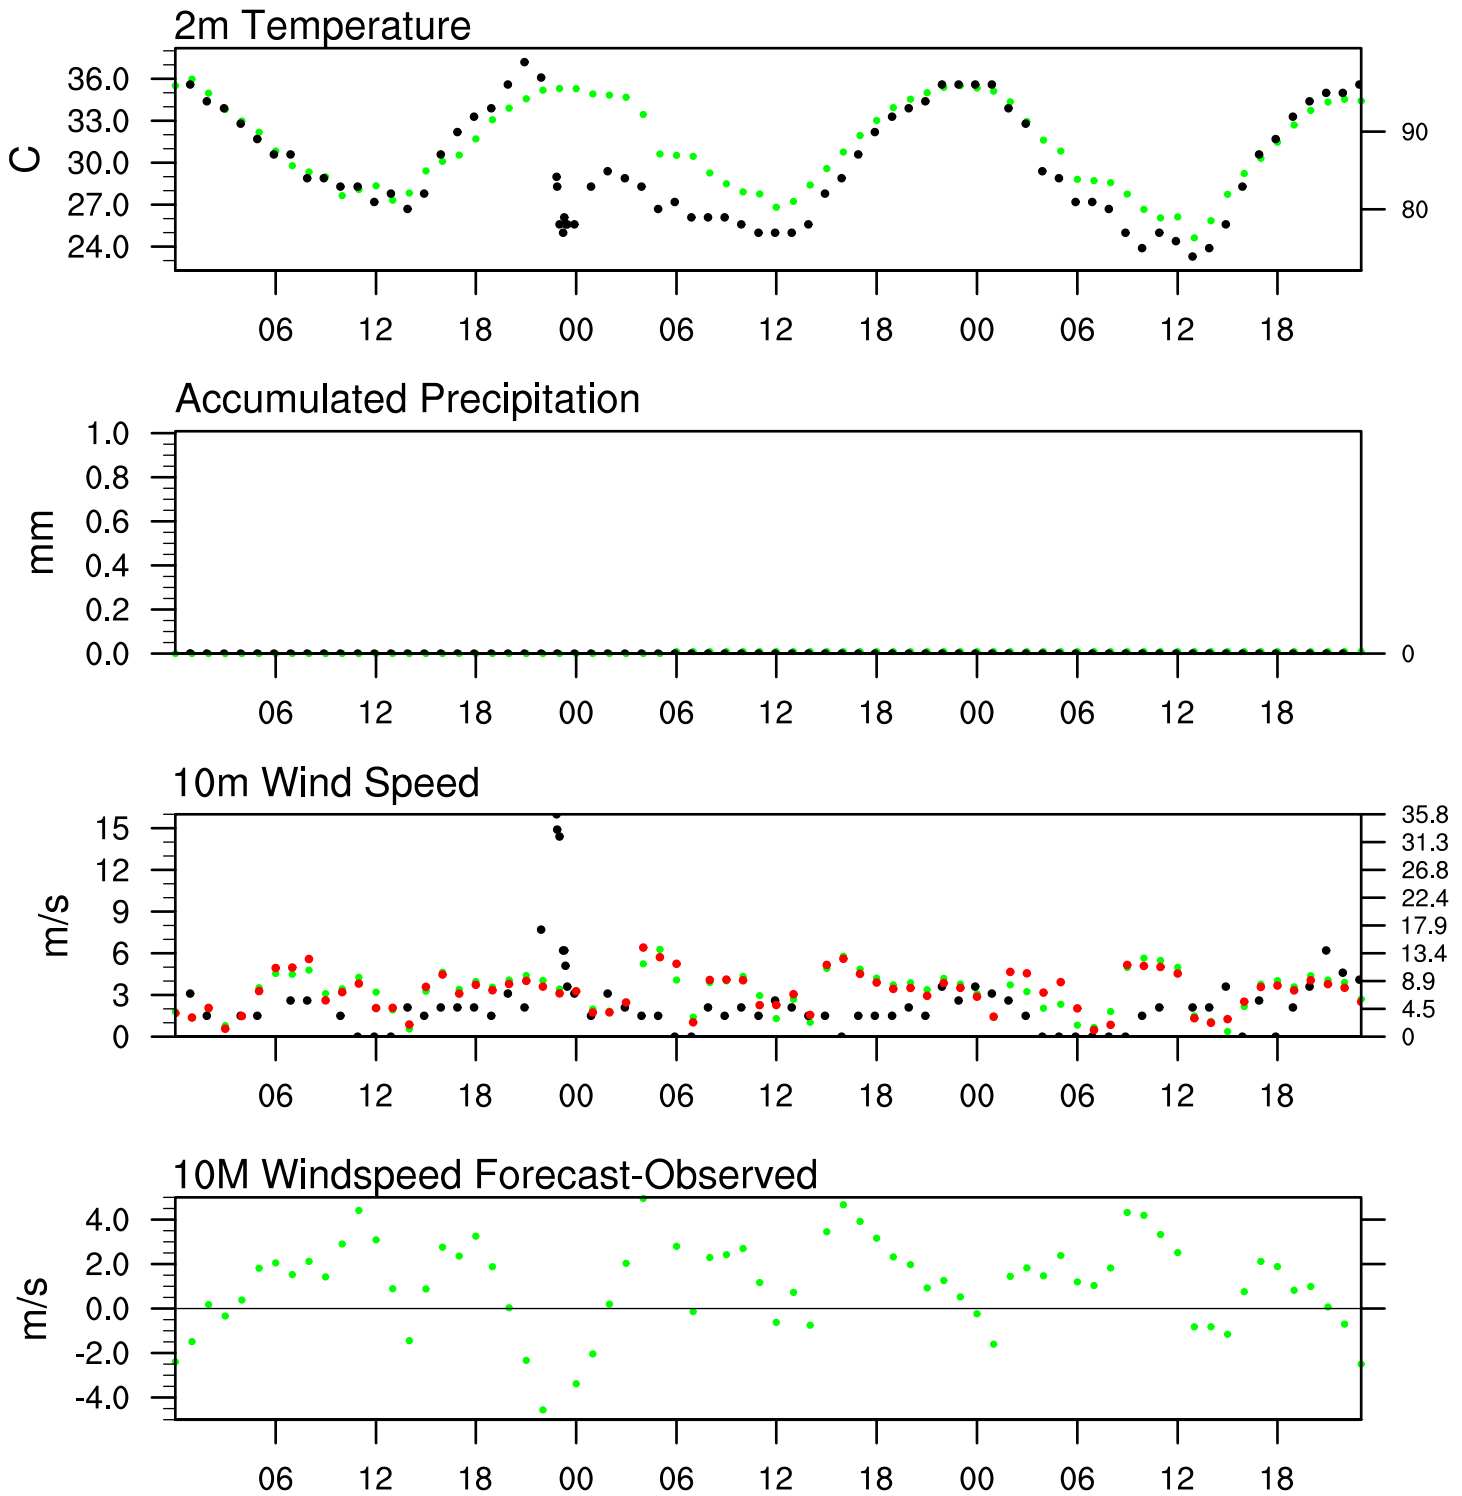 2m Temperature
36.0
33.0
90
30.0
C
27.0
80
24.0
06 12 18 00 06 12 18 00 06 12 18
Accumulated Precipitation
1.0
0.8
0.6
mm
0.4
0.2
0.0
0
06 12 18 00 06 12 18 00 06 12 18
10m Wind Speed
35.8
15
31.3
12
26.8
22.4
9
17.9
m/s
6
13.4
8.9
3
4.5
0
0
06 12 18 00 06 12 18 00 06 12 18
10M Windspeed Forecast-Observed
4.0
2.0
0.0
m/s
-2.0
-4.0
06 12 18 00 06 12 18 00 06 12 18